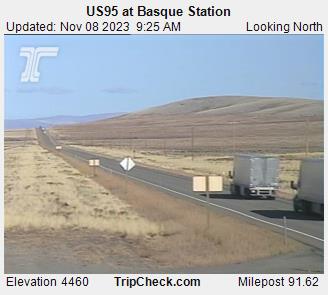 US95 at Basque Station
Updated: Nov 08 2023 9:25 AM Looking North
Elevation 4460 TripCheck.com Milepost 91.62